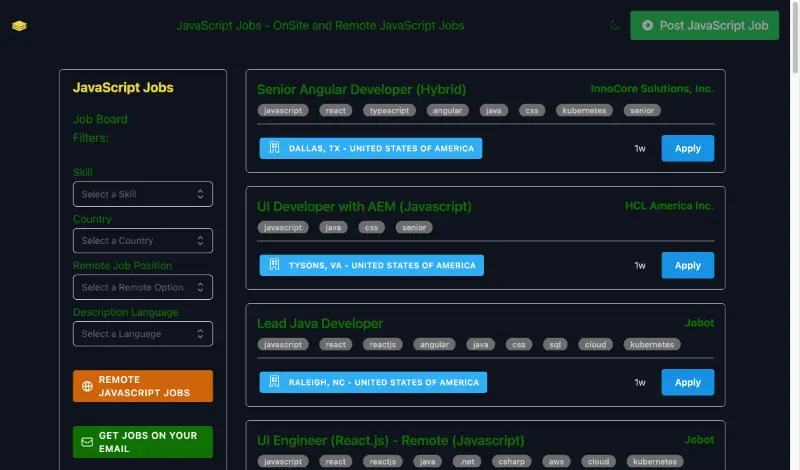 JavaScript Jobs - OnSite and Remote JavaScript Jobs
Post JavaScript Job
JavaScript Jobs
Job Board
Filters:
Skill
Select a Skill
Country
Select a Country
Remote Job Position
Select a Remote Option
Description Language
Select a Language
REMOTE
JAVASCRIPT JOBS
GET JOBS ON YOUR
EMAIL
Senior Angular Developer (Hybrid) InnoCore Solutions, Inc.
javascript react typescript angular java css kubernetes senior
DALLAS, TX - UNITED STATES OF AMERICA 1w Apply
UI Developer with AEM (Javascript) HCL America Inc.
javascript java css senior
TYSONS, VA - UNITED STATES OF AMERICA 1w Apply
Lead Java Developer Jobot
javascript react reactjs angular java css sql cloud kubernetes
RALEIGH, NC - UNITED STATES OF AMERICA 1w Apply
UI Engineer (React.js) - Remote (Javascript) Jobot
javascript react reactjs java .net csharp aws cloud kubernetes